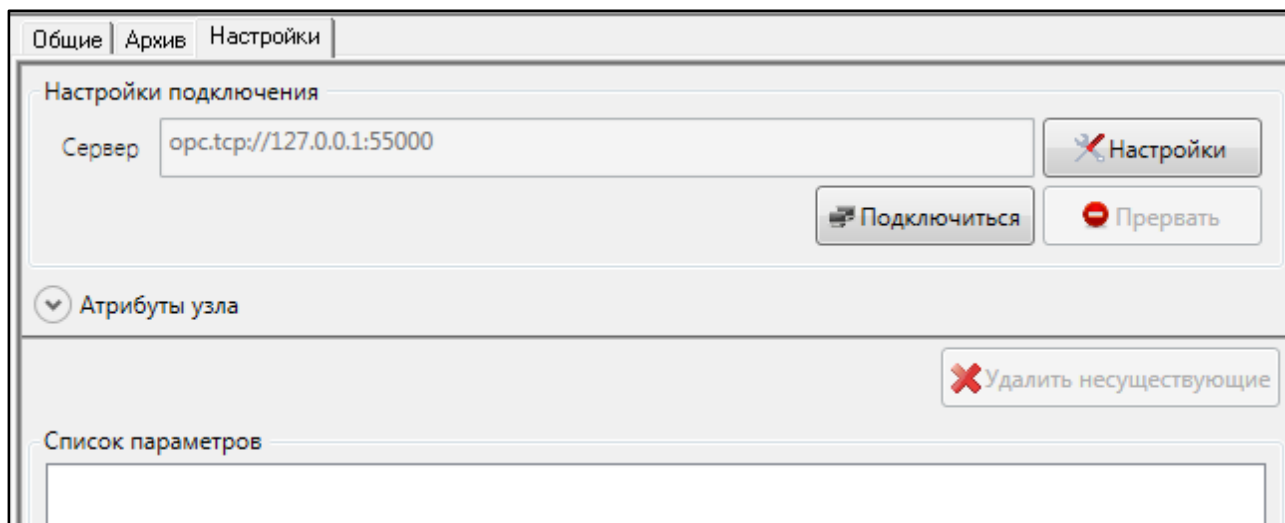 Общие Архив Настройки
Настройки подключения
Сервер opc.tcp://127.0.0.1:55000 Настройки
Подключиться Прервать
Атрибуты узла
Удалить несуществующие
Список параметров